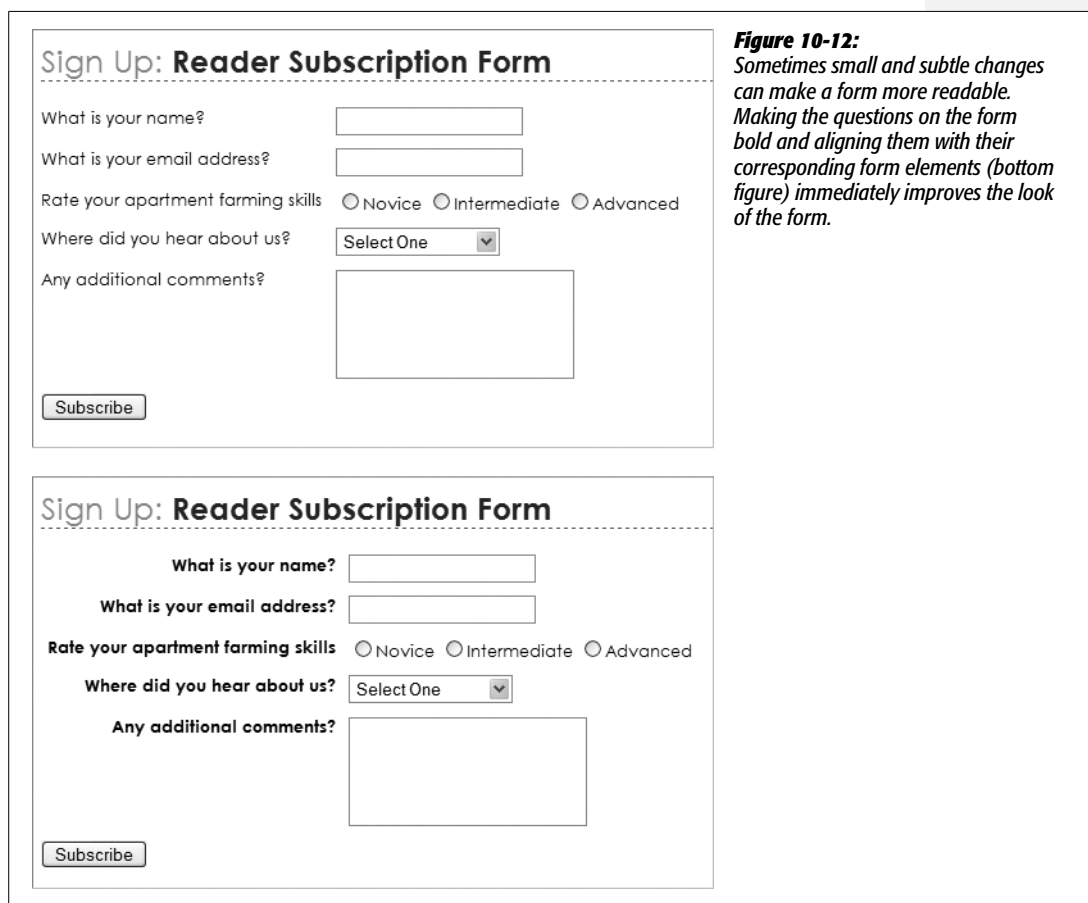 Sign Up: Reader Subscription Form
What is your name?
What is your email address?
Rate your apartment farming skills Novice Intermediate Advanced
Where did you hear about us? Select One
Any additional comments?
Subscribe
Sign Up: Reader Subscription Form
What is your name?
What is your email address?
Rate your apartment farming skills Novice Intermediate Advanced
Where did you hear about us? Select One
Any additional comments?
Subscribe
Figure 10-12:
Sometimes small and subtle changes
can make a form more readable.
Making the questions on the form
bold and aligning them with their
corresponding form elements (bottom
figure) immediately improves the look
of the form.